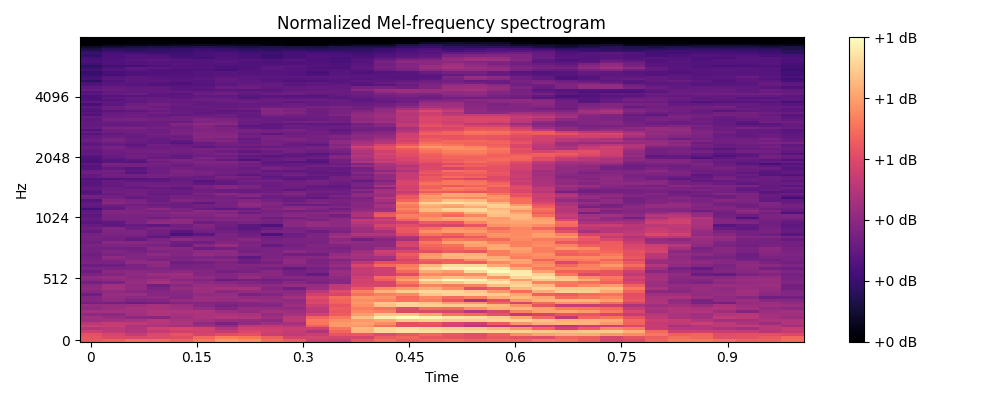 Normalized Mel-frequency spectrogram
Hz
4096
2048
1024
512
0
0 0.15 0.3 0.45 0.6 0.75 0.9
Time
+1 dB
+1 dB
+1 dB
+0 dB
+0 dB
+0 dB